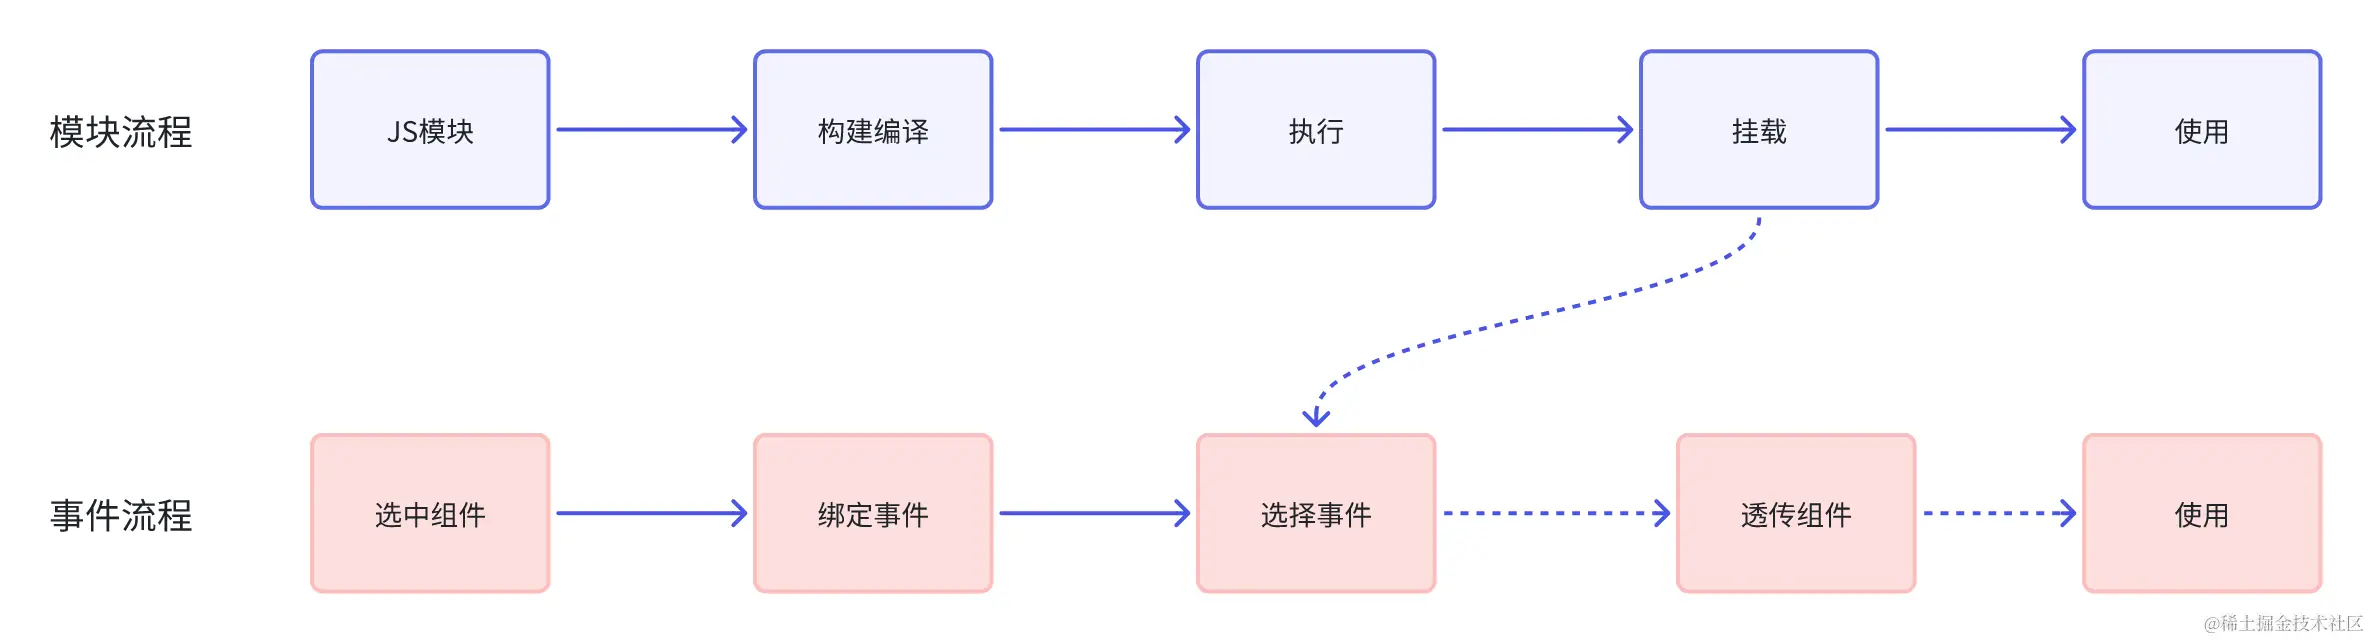 模块流程
JS模块
构建编译
执行
挂载
使用
事件流程
选中组件
绑定事件
选择事件
透传组件
使用
@稀土掘金技术社区